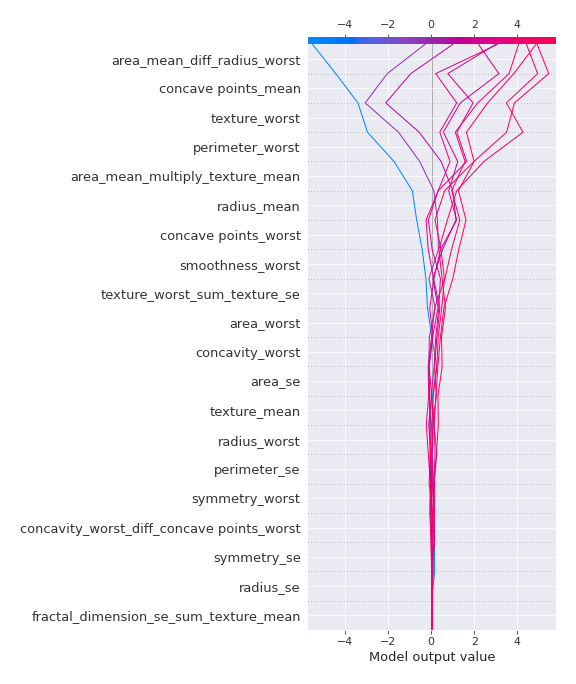 −4 −2 0 2 4
area_mean_diff_radius_worst
concave points_mean
texture_worst
perimeter_worst
area_mean_multiply_texture_mean
radius_mean
concave points_worst
smoothness_worst
texture_worst_sum_texture_se
area_worst
concavity_worst
area_se
texture_mean
radius_worst
perimeter_se
symmetry_worst
concavity_worst_diff_concave points_worst
symmetry_se
radius_se
fractal_dimension_se_sum_texture_mean
−4 −2 0 2 4
Model output value